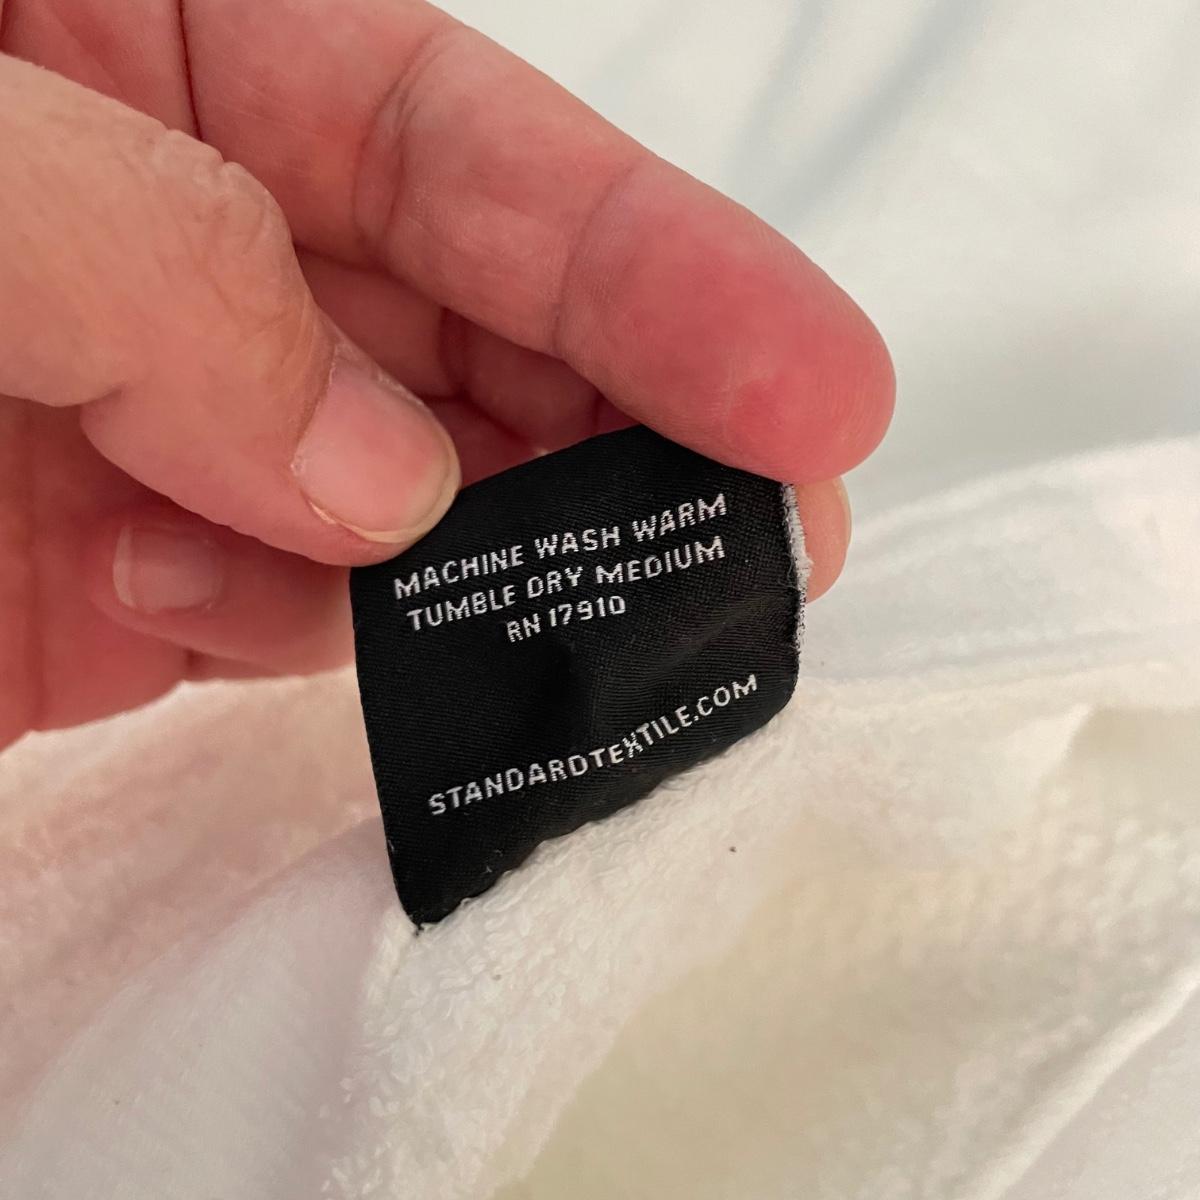 MACHINE WASH WARM
TUMBLE DRY MEDIUM
RN 17910
STANDARDTEXTILE.COM